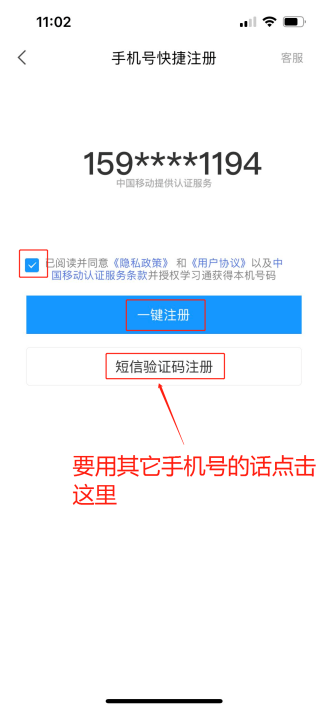 11:02
手机号快捷注册
客服
159****1194
中国移动提供认证服务
已阅读并同意《隐私政策》 和《用户协议》以及中
国移动认证服务条款并授权学习通获得本机号码
一键注册
短信验证码注册
要用其它手机号的话点击
这里